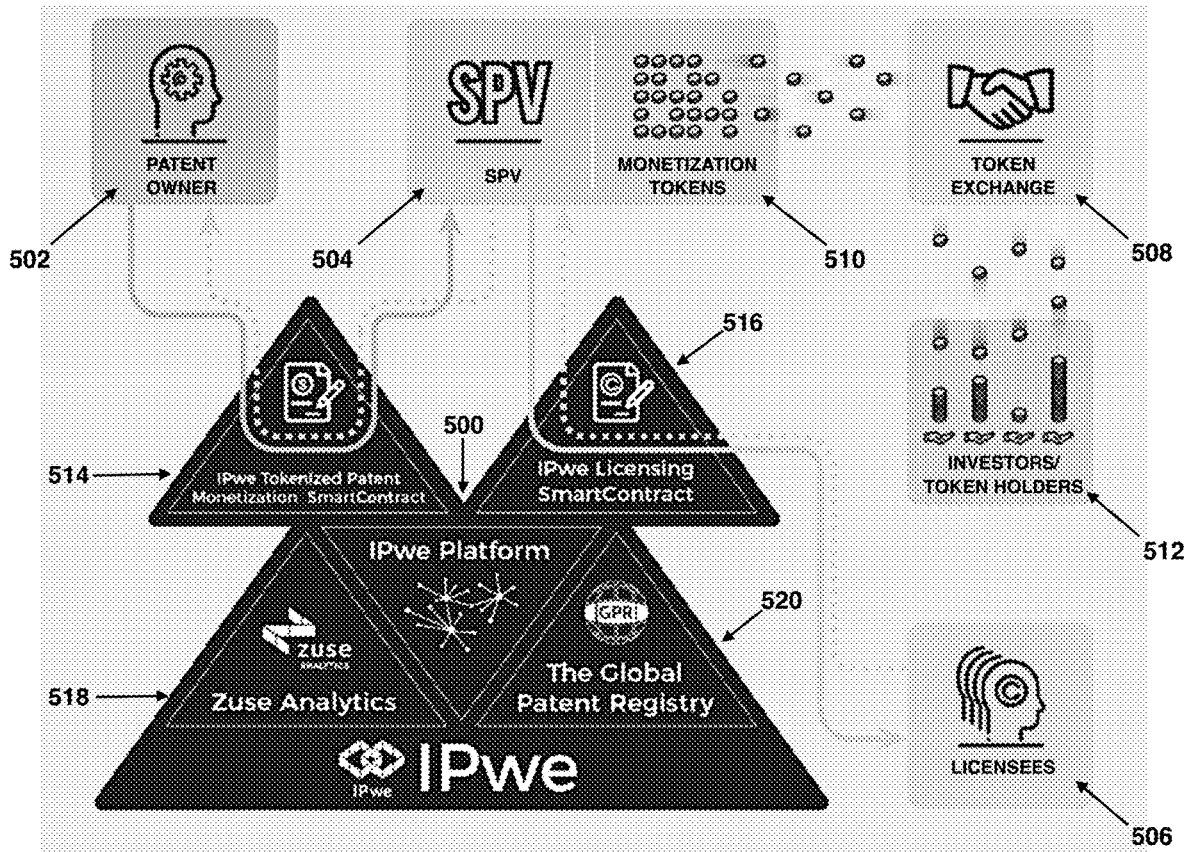 SPV
PATENT
OWNER
SPV
MONETIZATION
TOKENS
TOKEN
EXCHANGE
502
504
510
508
516
$
C
500
514
IPwe Tokenized Patent
Monetization SmartContract
IPwe Licensing
SmartContract
INVESTORS/
TOKEN HOLDERS
512
IPwe Platform
520
GPR
zuse
ANALYTICS
518
Zuse Analytics
The Global
Patent Registry
C
IPwe
IPwe
LICENSEES
506